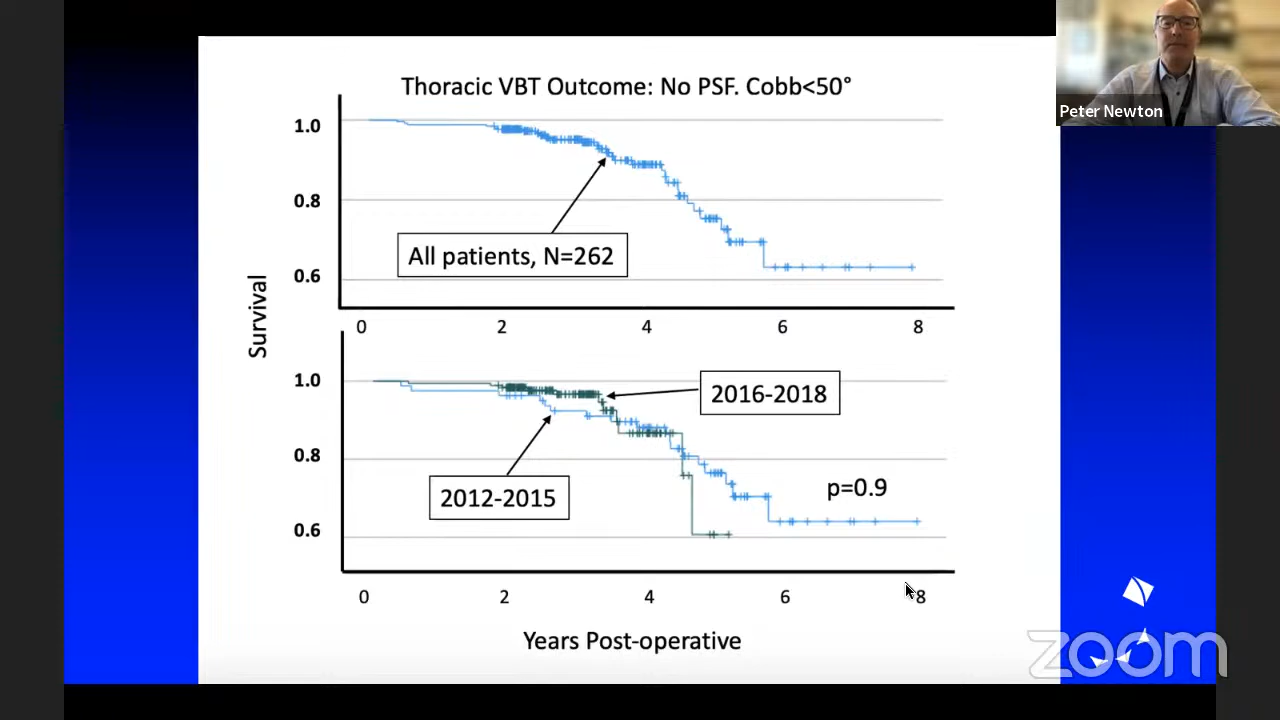 Thoracic VBT Outcome: No PSF. Cobb<50°
Peter Newton
1.0
0.8
0.6
All patients, N=262
0 2 4 6 8
Survival
1.0
0.8
0.6
2016-2018
2012-2015
p=0.9
0 2 4 6 8
Years Post-operative
zoom